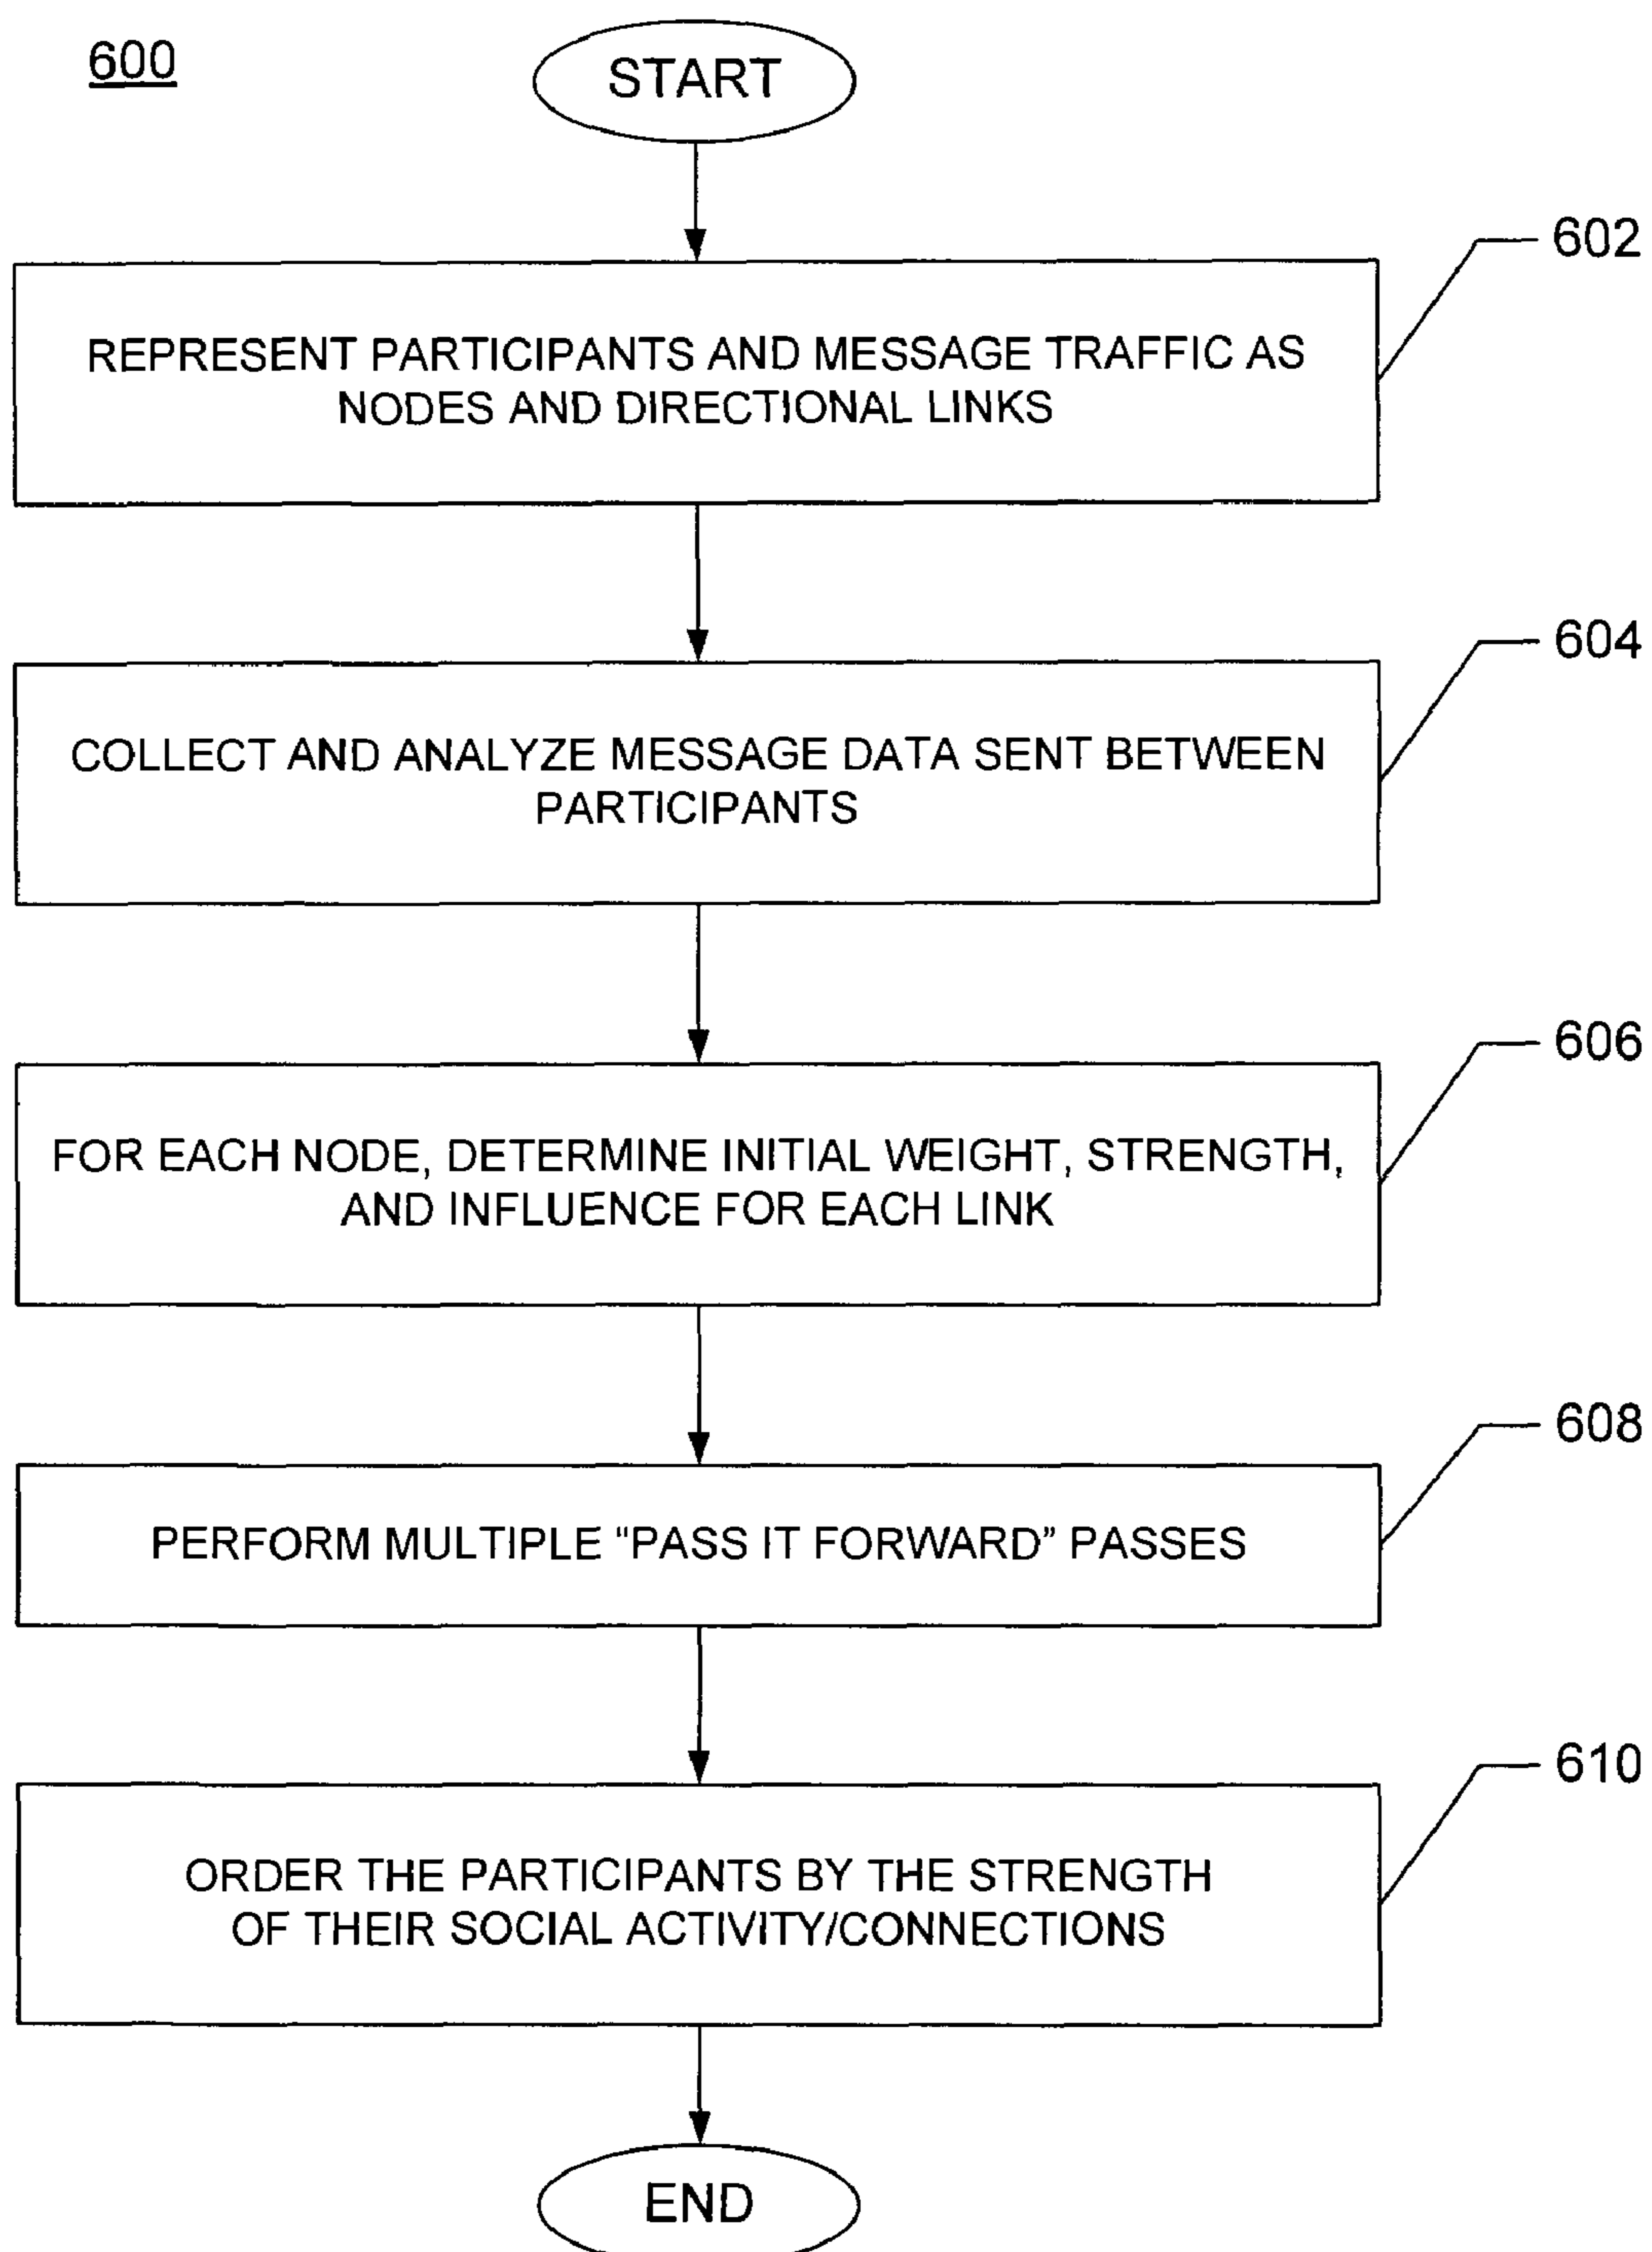 600
START
602
REPRESENT PARTICIPANTS AND MESSAGE TRAFFIC AS
NODES AND DIRECTIONAL LINKS
604
COLLECT AND ANALYZE MESSAGE DATA SENT BETWEEN
PARTICIPANTS
606
FOR EACH NODE, DETERMINE INITIAL WEIGHT, STRENGTH,
AND INFLUENCE FOR EACH LINK
608
PERFORM MULTIPLE “PASS IT FORWARD” PASSES
610
ORDER THE PARTICIPANTS BY THE STRENGTH
OF THEIR SOCIAL ACTIVITY/CONNECTIONS
END